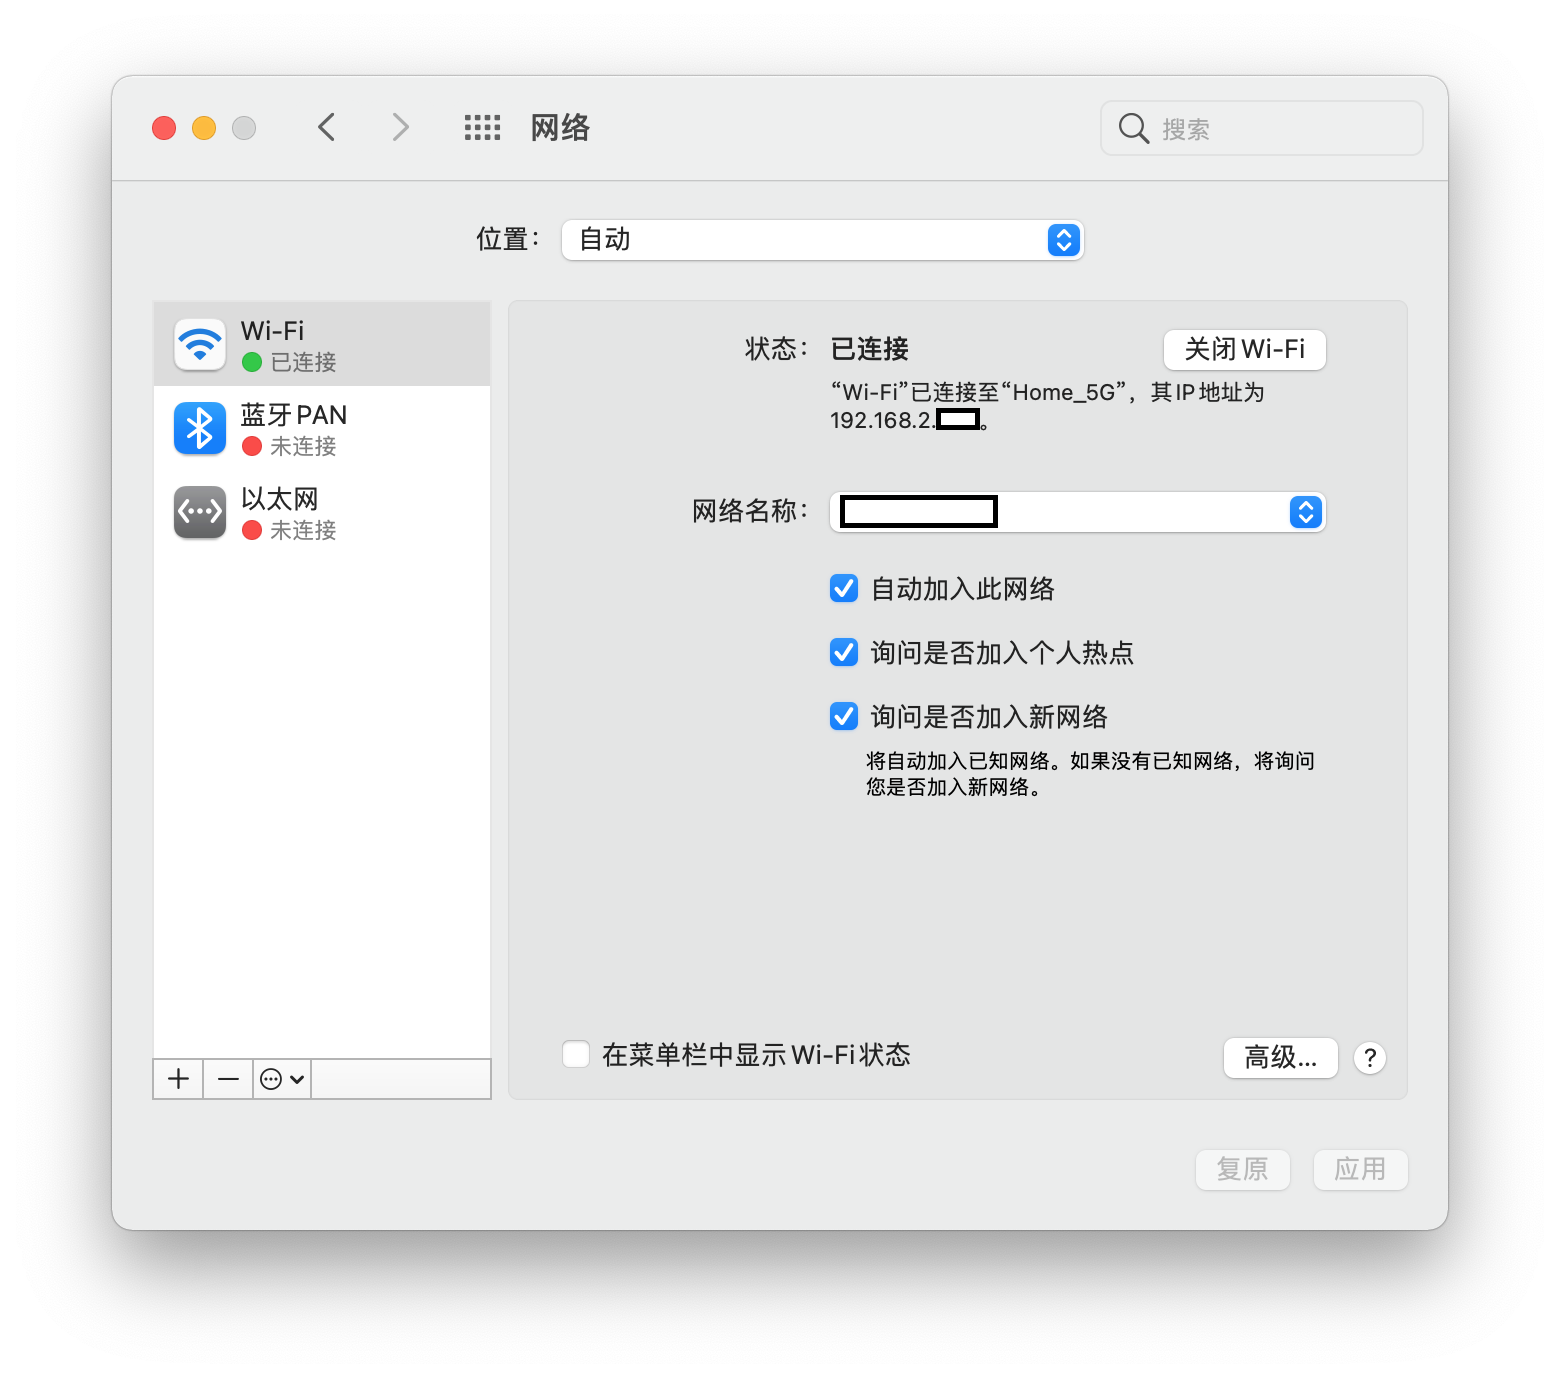 网络
搜索
位置：
自动
Wi-Fi
已连接
蓝牙 PAN
未连接
以太网
未连接
状态：
已连接
关闭 Wi-Fi
“Wi-Fi”已连接至“Home_5G”，其 IP 地址为
192.168.2.。
网络名称：
自动加入此网络
询问是否加入个人热点
询问是否加入新网络
将自动加入已知网络。如果没有已知网络，将询问
您是否加入新网络。
在菜单栏中显示 Wi-Fi 状态
高级...
?
复原
应用